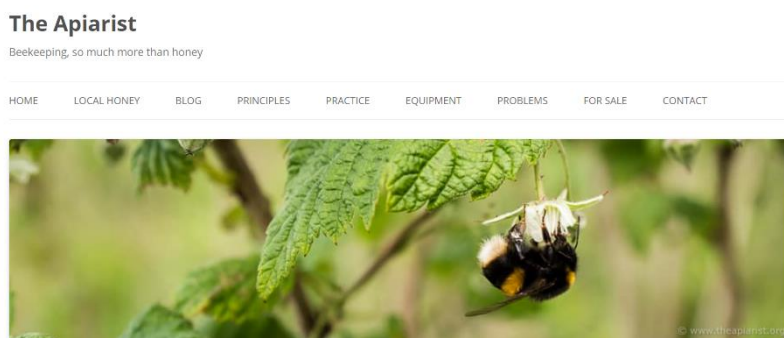 The Apiarist
Beekeeping, so much more than honey
HOME LOCAL HONEY BLOG PRINCIPLES PRACTICE EQUIPMENT PROBLEMS FOR SALE CONTACT
© www.theapiarist.org